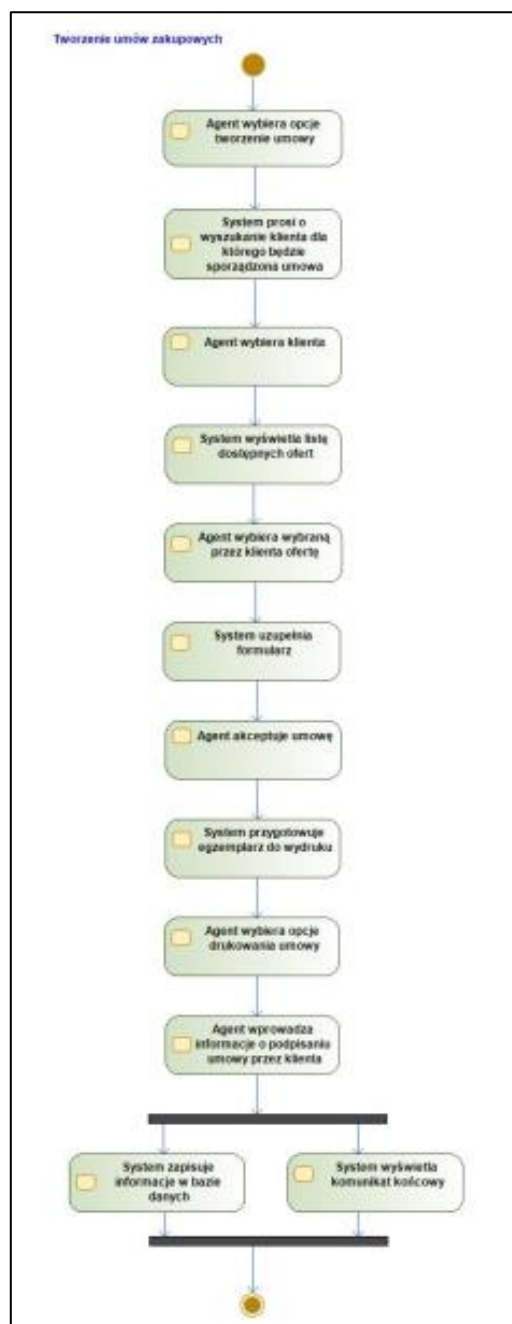 Tworzenie umów zakupowych
Agent wybiera opcje
tworzenie umowy
System prosi o
wyszukanie klienta dla
którego będzie
sporządzona umowa
Agent wybiera klienta
System wyświetla listę
dostępnych ofert
Agent wybiera wybraną
przez klienta ofertę
System uzupełnia
formularz
Agent akceptuje umowę
System przygotowuje
egzemplarz do wydruku
Agent wybiera opcje
drukowania umowy
Agent wprowadza
informacje o podpisaniu
umowy przez klienta
System zapisuje
informacje w bazie
danych
System wyświetla
komunikat końcowy